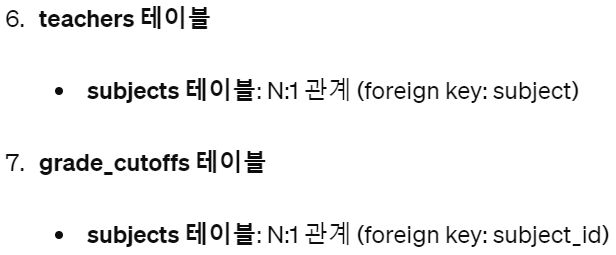 6. teachers 테이블
• subjects 테이블: N:1 관계 (foreign key: subject)
7. grade_cutoffs 테이블
• subjects 테이블: N:1 관계 (foreign key: subject_id)